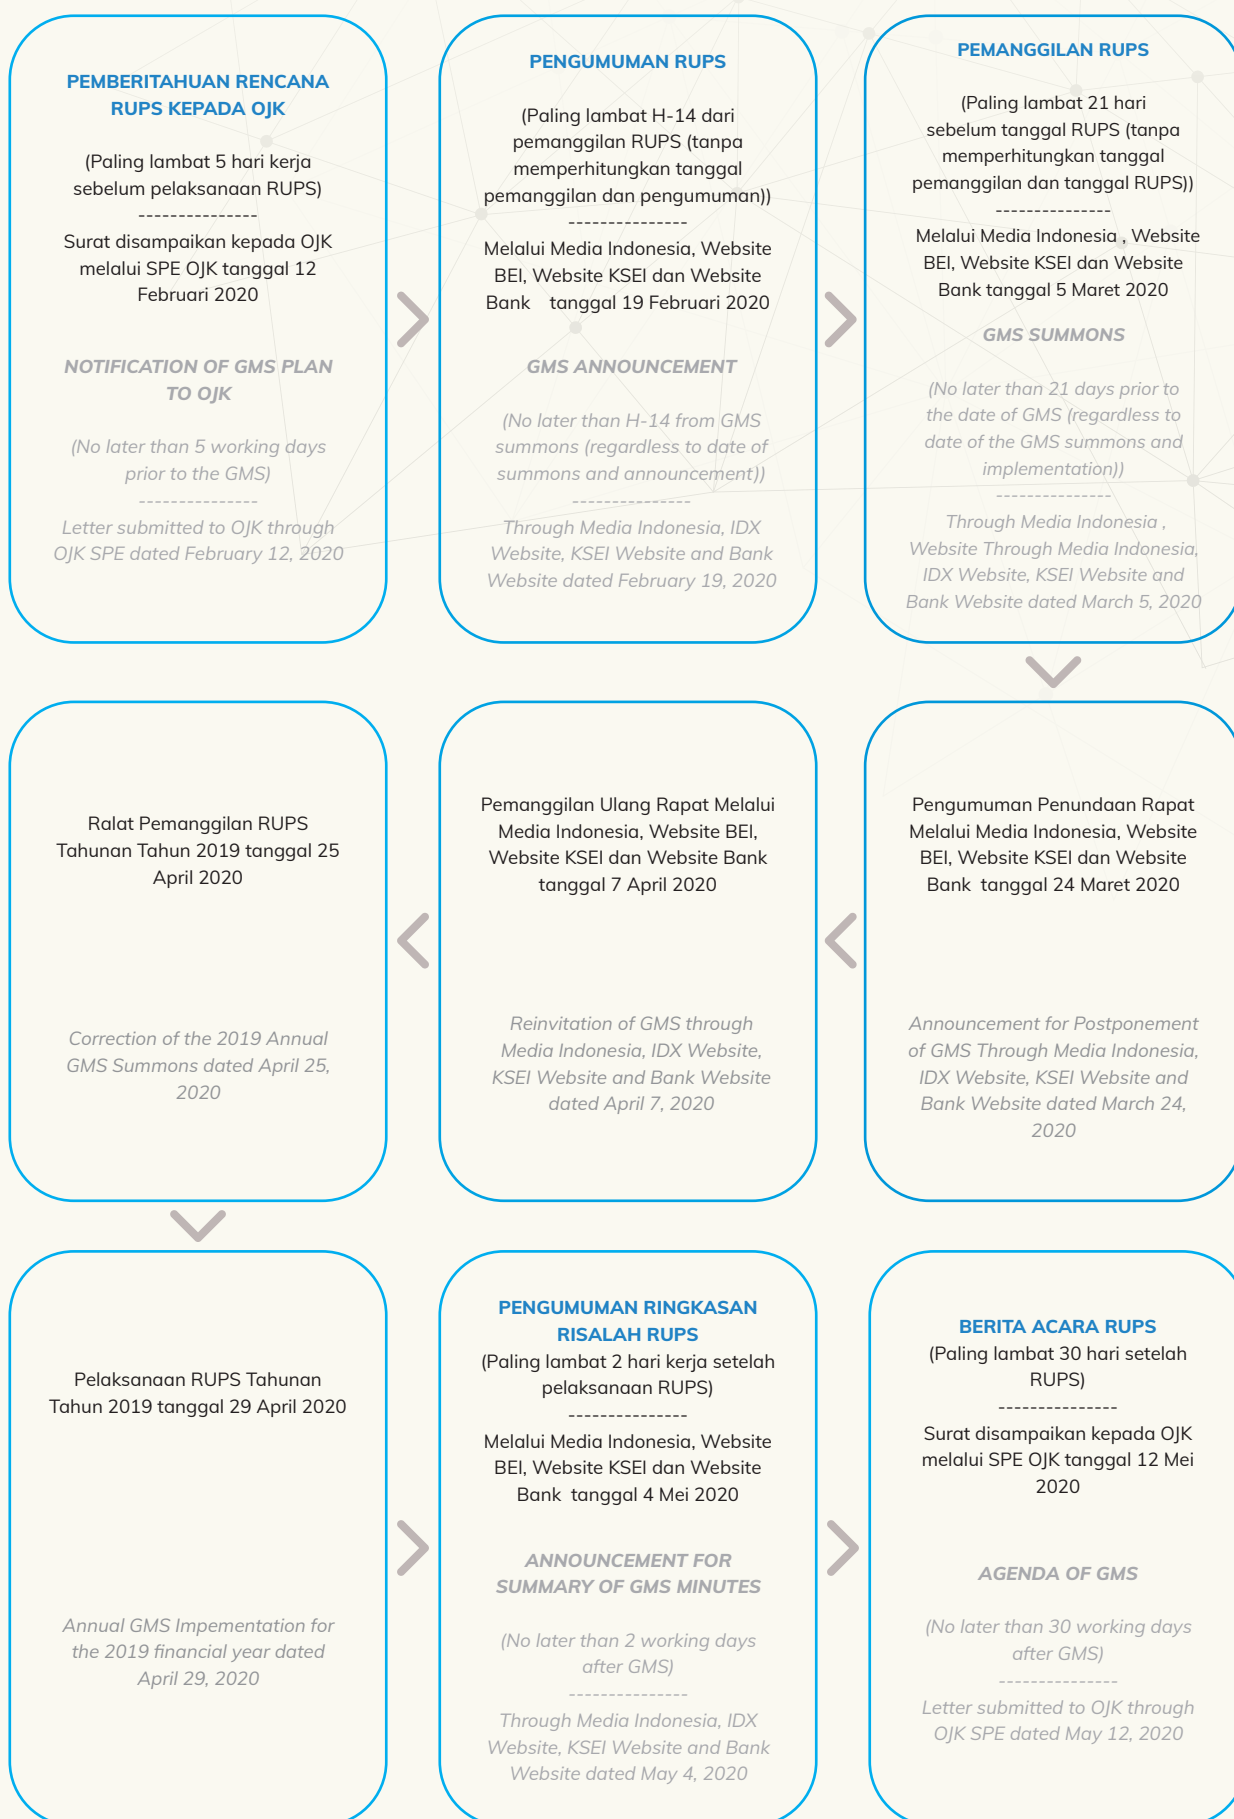 PEMBERITAHUAN RENCANA
RUPS KEPADA OJK
(Paling lambat 5 hari kerja
sebelum pelaksanaan RUPS)
---------------
Surat disampaikan kepada OJK
melalui SPE OJK tanggal 12
Februari 2020
NOTIFICATION OF GMS PLAN
TO OJK
(No later than 5 working days
prior to the GMS)
---------------
Letter submitted to OJK through
OJK SPE dated February 12, 2020
PENGUMUMAN RUPS
(Paling lambat H-14 dari
pemanggilan RUPS (tanpa
memperhitungkan tanggal
pemanggilan dan pengumuman))
---------------
Melalui Media Indonesia, Website
BEI, Website KSEI dan Website
Bank tanggal 19 Februari 2020
GMS ANNOUNCEMENT
(No later than H-14 from GMS
summons (regardless to date of
summons and announcement))
---------------
Through Media Indonesia, IDX
Website, KSEI Website and Bank
Website dated February 19, 2020
PEMANGGILAN RUPS
(Paling lambat 21 hari
sebelum tanggal RUPS (tanpa
memperhitungkan tanggal
pemanggilan dan tanggal RUPS))
---------------
Melalui Media Indonesia , Website
BEI, Website KSEI dan Website
Bank tanggal 5 Maret 2020
GMS SUMMONS
(No later than 21 days prior to
the date of GMS (regardless to
date of the GMS summons and
implementation))
---------------
Through Media Indonesia ,
Website Through Media Indonesia,
IDX Website, KSEI Website and
Bank Website dated March 5, 2020
Pengumuman Penundaan Rapat
Melalui Media Indonesia, Website
BEI, Website KSEI dan Website
Bank tanggal 24 Maret 2020
Announcement for Postponement
of GMS Through Media Indonesia,
IDX Website, KSEI Website and
Bank Website dated March 24,
2020
Pemanggilan Ulang Rapat Melalui
Media Indonesia, Website BEI,
Website KSEI dan Website Bank
tanggal 7 April 2020
Reinvitation of GMS through
Media Indonesia, IDX Website,
KSEI Website and Bank Website
dated April 7, 2020
Ralat Pemanggilan RUPS
Tahunan Tahun 2019 tanggal 25
April 2020
Correction of the 2019 Annual
GMS Summons dated April 25,
2020
Pelaksanaan RUPS Tahunan
Tahun 2019 tanggal 29 April 2020
Annual GMS Impementation for
the 2019 financial year dated
April 29, 2020
PENGUMUMAN RINGKASAN
RISALAH RUPS
(Paling lambat 2 hari kerja setelah
pelaksanaan RUPS)
---------------
Melalui Media Indonesia, Website
BEI, Website KSEI dan Website
Bank tanggal 4 Mei 2020
ANNOUNCEMENT FOR
SUMMARY OF GMS MINUTES
(No later than 2 working days
after GMS)
---------------
Through Media Indonesia, IDX
Website, KSEI Website and Bank
Website dated May 4, 2020
BERITA ACARA RUPS
(Paling lambat 30 hari setelah
RUPS)
---------------
Surat disampaikan kepada OJK
melalui SPE OJK tanggal 12 Mei
2020
AGENDA OF GMS
(No later than 30 working days
after GMS)
---------------
Letter submitted to OJK through
OJK SPE dated May 12, 2020